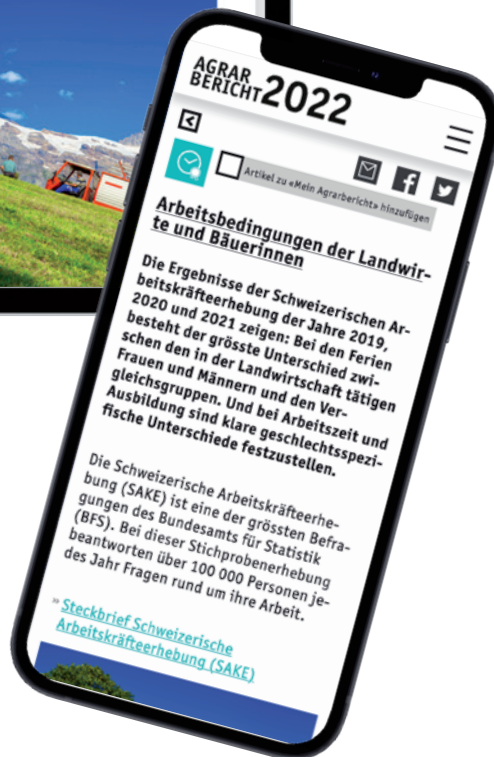 AGRAR
BERICHT 2022
Artikel zu «Mein Agrarbericht» hinzufügen
Arbeitsbedingungen der Landwir-
te und Bäuerinnen
Die Ergebnisse der Schweizerischen Ar-
beitskräfteerhebung der Jahre 2019,
2020 und 2021 zeigen: Bei den Ferien
besteht der grösste Unterschied zwi-
schen den in der Landwirtschaft tätigen
Frauen und Männern und den Ver-
gleichsgruppen. Und bei Arbeitszeit und
Ausbildung sind klare geschlechtsspezi-
fische Unterschiede festzustellen.
Die Schweizerische Arbeitskräfteerhe-
bung (SAKE) ist eine der grössten Befra-
gungen des Bundesamts für Statistik
(BFS). Bei dieser Stichprobenerhebung
beantworten über 100 000 Personen je-
des Jahr Fragen rund um ihre Arbeit.
» Steckbrief Schweizerische
Arbeitskräfteerhebung (SAKE)